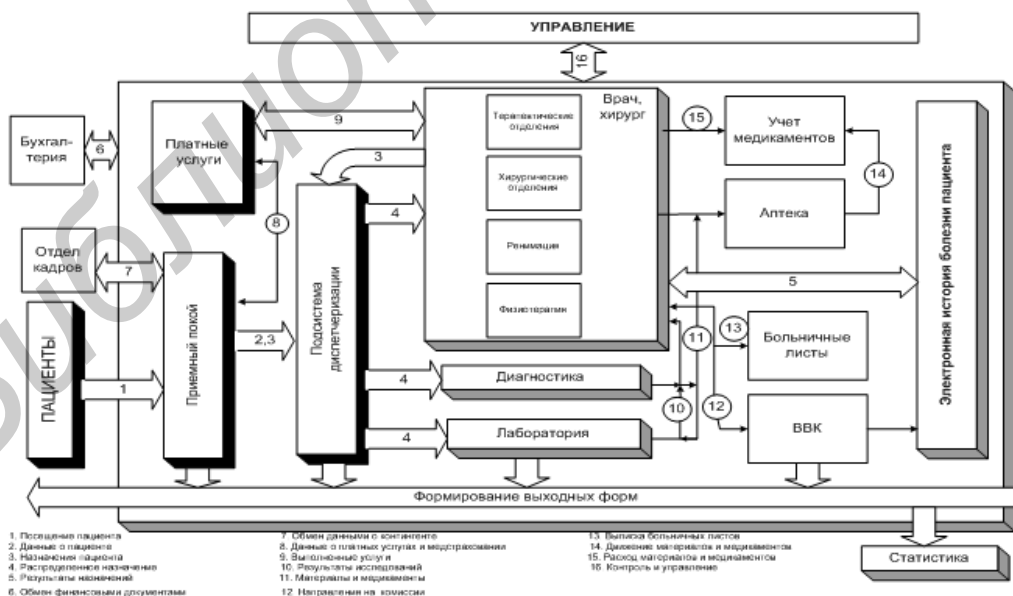 УПРАВЛЕНИЕ
16
Врач,
хирург
Бухгал-
терия
6
Платные
услуги
9
Терапевтические
отделения
15
Учет
медикаментов
3
Хирургические
отделения
4
14
Аптека
8
Отдел
кадров
7
Ренимация
5
Физиотерапия
11
13
Больничные
листы
2,3
ПАЦИЕНТЫ
1
Приемный покой
Подсистема
диспетчеризации
4
Диагностика
10
12
ВВК
4
Лаборатория
Электронная история болезни пациента
Формирование выходных форм
Статистика
1. Посещение пациента
2. Данные о пациенте
3. Назначения пациента
4. Распределенное назначение
5. Результаты назначений
6. Обмен финансовыми документами
7. Обмен данными о контингенте
8. Данные о платных услугах и медстраховании
9. Выполненные услуги
10. Результаты исследований
11. Материалы и медикаменты
12. Направления на комиссии
13. Выписка больничных листов
14. Движение материалов и медикаментов
15. Расход материалов и медикаментов
16. Контроль и управление